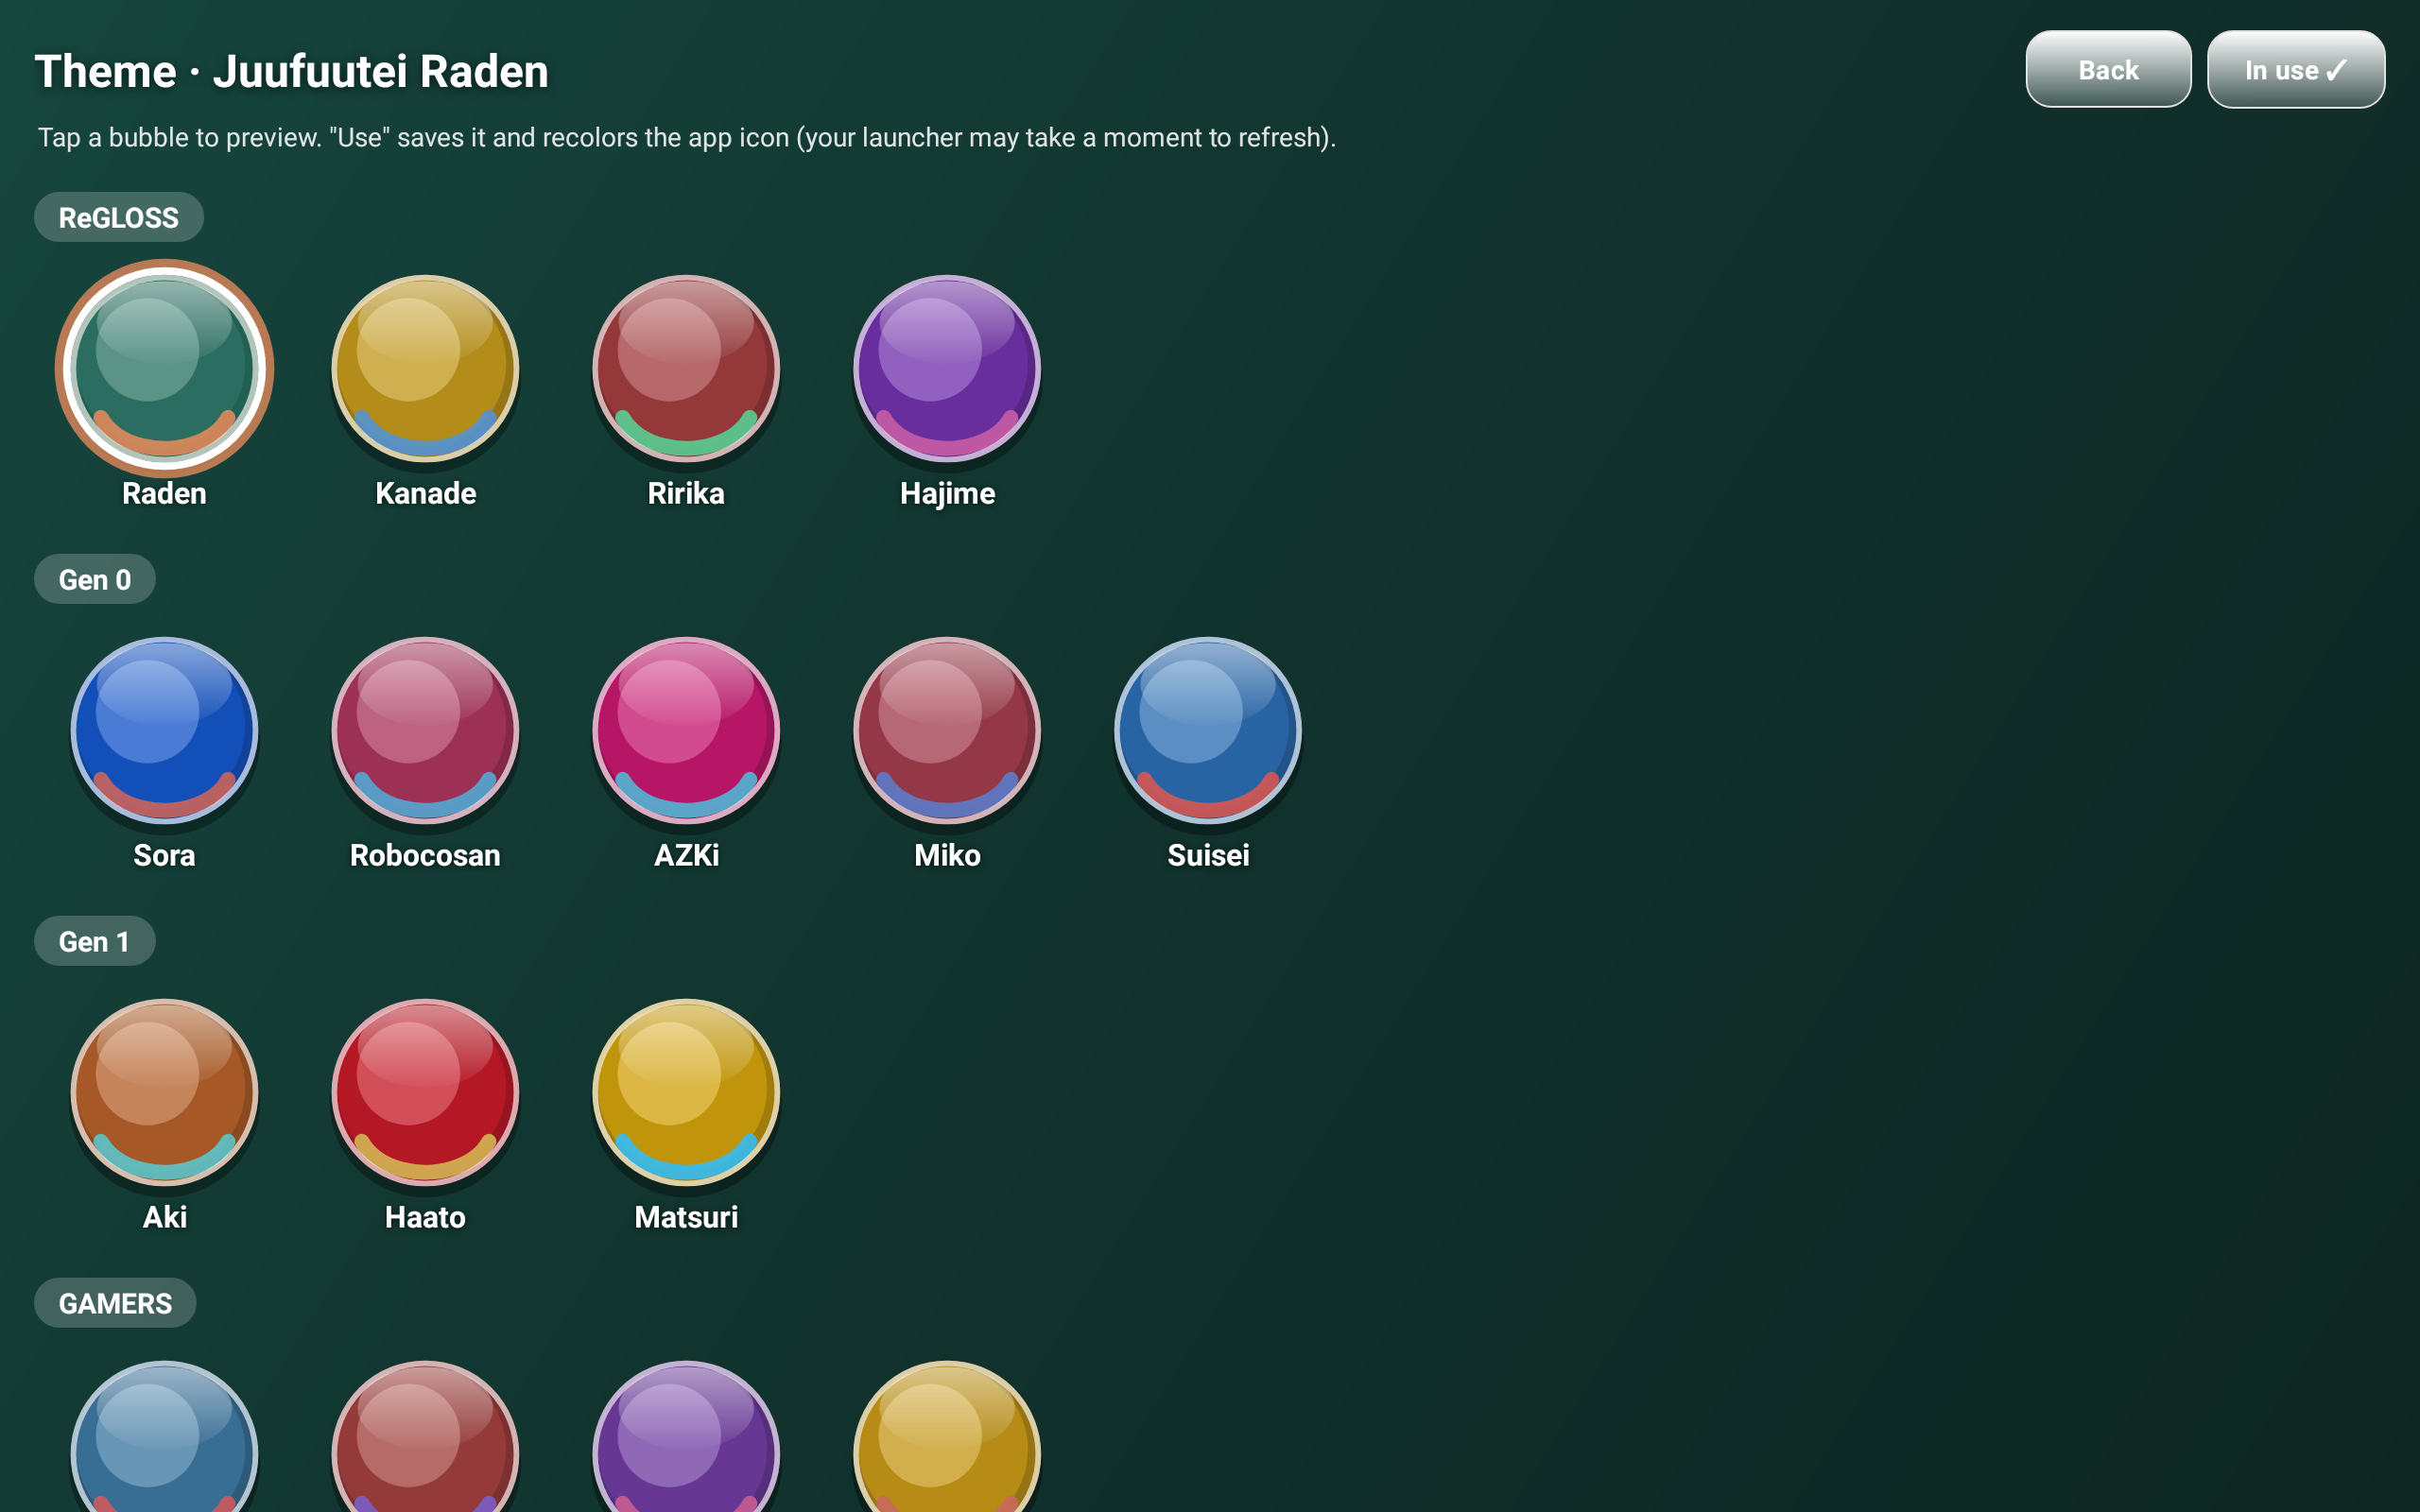 Theme · Juufuutei Raden
Back
In use ✓
Tap a bubble to preview. "Use" saves it and recolors the app icon (your launcher may take a moment to refresh).
ReGLOSS
Raden
Kanade
Ririka
Hajime
Gen 0
Sora
Robocosan
AZKi
Miko
Suisei
Gen 1
Aki
Haato
Matsuri
GAMERS